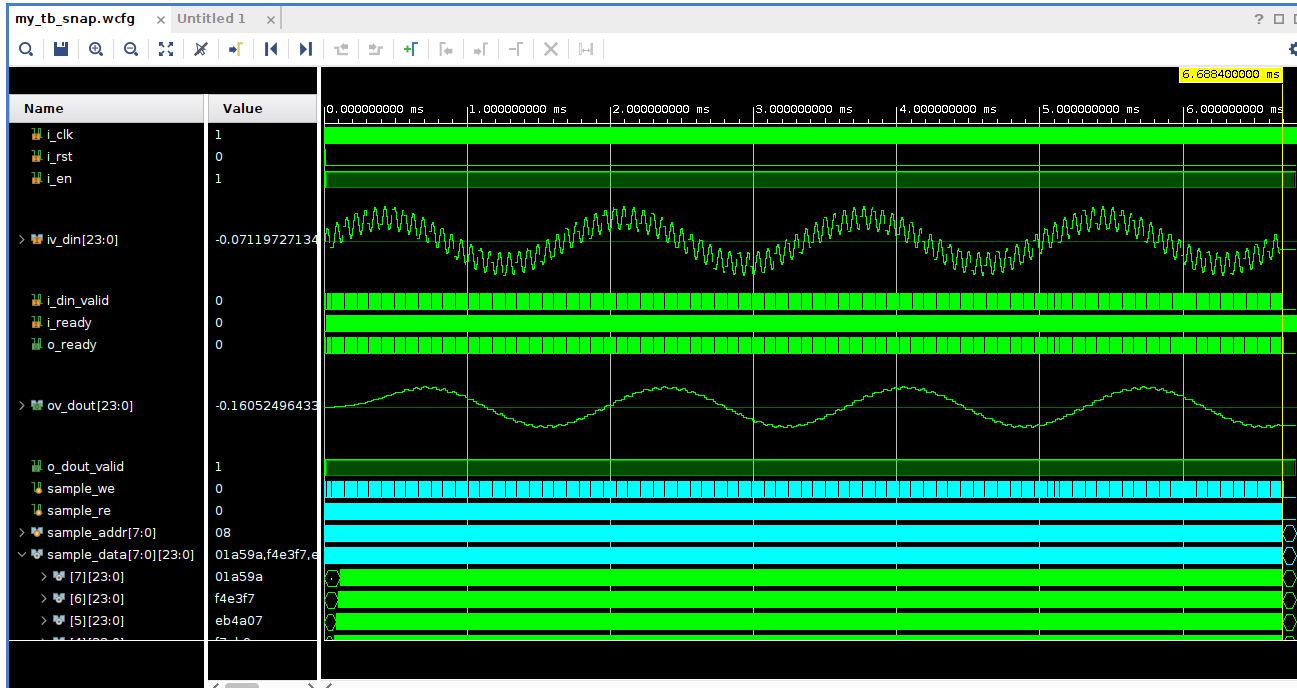 my_tb_snap.wcfg × Untitled 1 ×
?
6.688400000 ms
Name Value
0.000000000 ms 1.000000000 ms 2.000000000 ms 3.000000000 ms 4.000000000 ms 5.000000000 ms 6.000000000 ms
i_clk 1
i_rst 0
i_en 1
iv_din[23:0] -0.07119727134
i_din_valid 0
i_ready 0
o_ready 0
ov_dout[23:0] -0.16052496433
o_dout_valid 1
sample_we 0
sample_re 0
sample_addr[7:0] 08
sample_data[7:0][23:0] 01a59a,f4e3f7,e
[7][23:0] 01a59a
[6][23:0] f4e3f7
[5][23:0] eb4a07